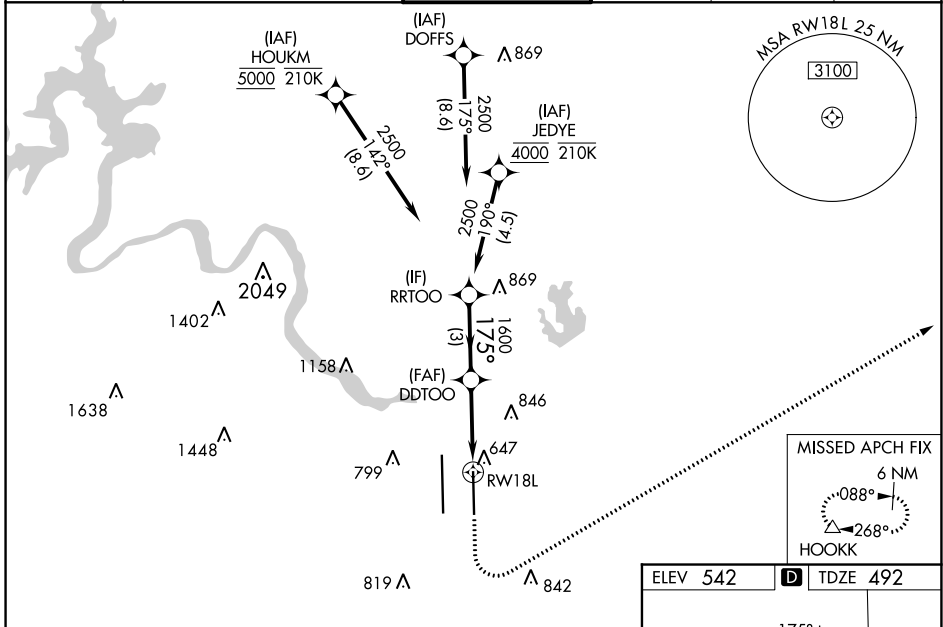 (IAF)
HOUKM
5000 210K
2500
142°
(8.6)
(IAF)
DOFFS
869
2500
175°
(8.6)
(IAF)
JEDYE
4000 210K
2500
190°
(4.5)
MSA RW18L 25 NM
3100
2049
1402
1158
1638
1448
(IF)
RRTOO
869
1600
175°
(3)
(FAF)
DDTOO
846
799
647
RW18L
819
842
MISSED APCH FIX
6 NM
088°
268°
HOOKK
ELEV 542 D TDZE 492